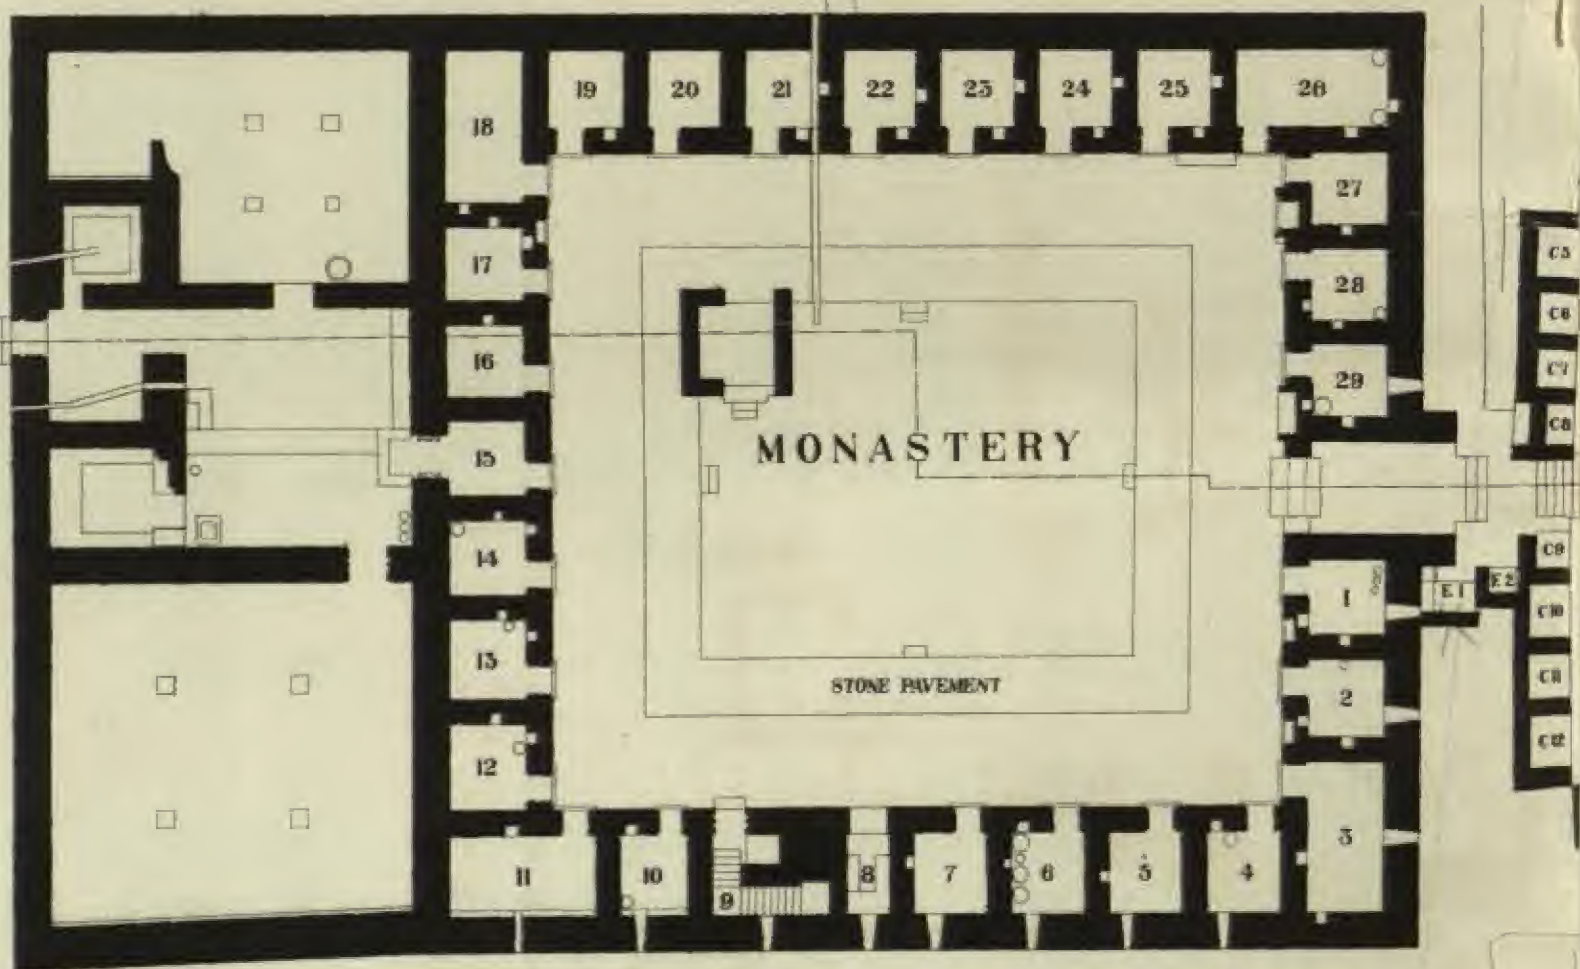 18 19 20 21 22 23 24 25 26
27
17 28
C5
C6
16 29 C7
C8
15 MONASTERY
14 C9
1 E1 E2 C10
13 2 C11
STONE PAVEMENT
12 C12
3
11 10 9 8 7 6 5 4